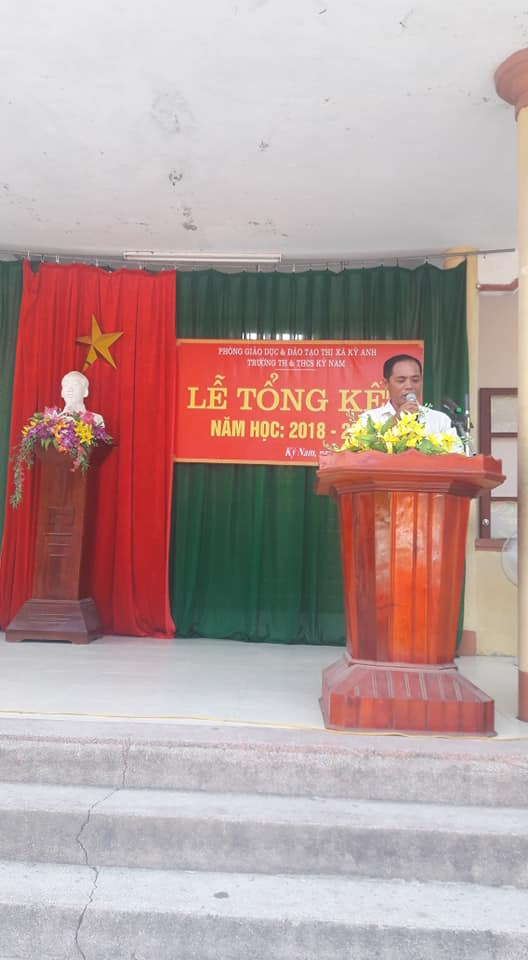 PHÒNG GIÁO DỤC & ĐÀO TẠO THỊ XÃ KỲ ANH
TRƯỜNG TH & THCS KỲ NAM
LỄ TỔNG KẾ
NĂM HỌC: 2018 - 2
Kỳ Nam,